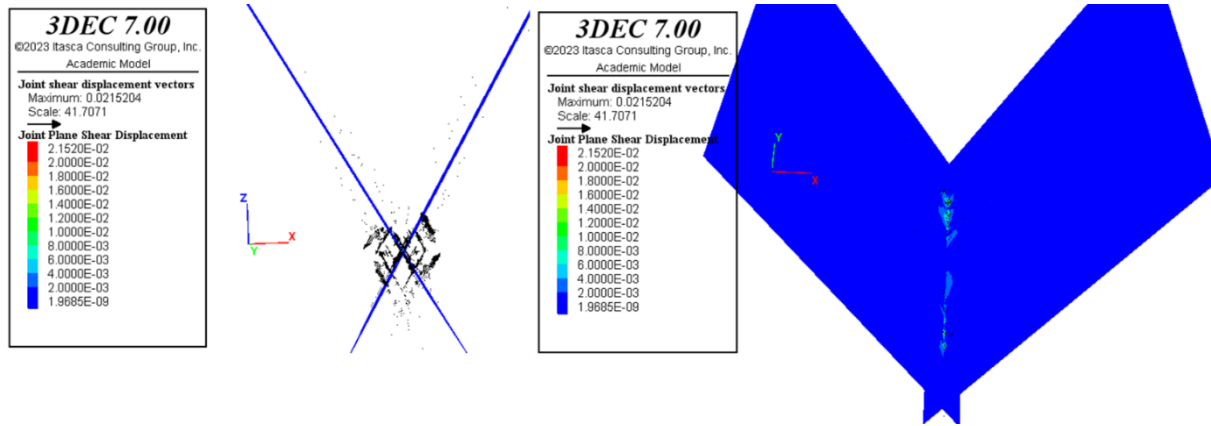 3DEC 7.00
©2023 Itasca Consulting Group, Inc.
Academic Model
Joint shear displacement vectors
Maximum: 0.0215204
Scale: 41.7071
Joint Plane Shear Displacement
2.1520E-02
2.0000E-02
1.8000E-02
1.6000E-02
1.4000E-02
1.2000E-02
1.0000E-02
8.0000E-03
6.0000E-03
4.0000E-03
2.0000E-03
1.9685E-09
Z
X
Y
3DEC 7.00
©2023 Itasca Consulting Group, Inc.
Academic Model
Joint shear displacement vectors
Maximum: 0.0215204
Scale: 41.7071
Joint Plane Shear Displacement
2.1520E-02
2.0000E-02
1.8000E-02
1.6000E-02
1.4000E-02
1.2000E-02
1.0000E-02
8.0000E-03
6.0000E-03
4.0000E-03
2.0000E-03
1.9685E-09
Y
X